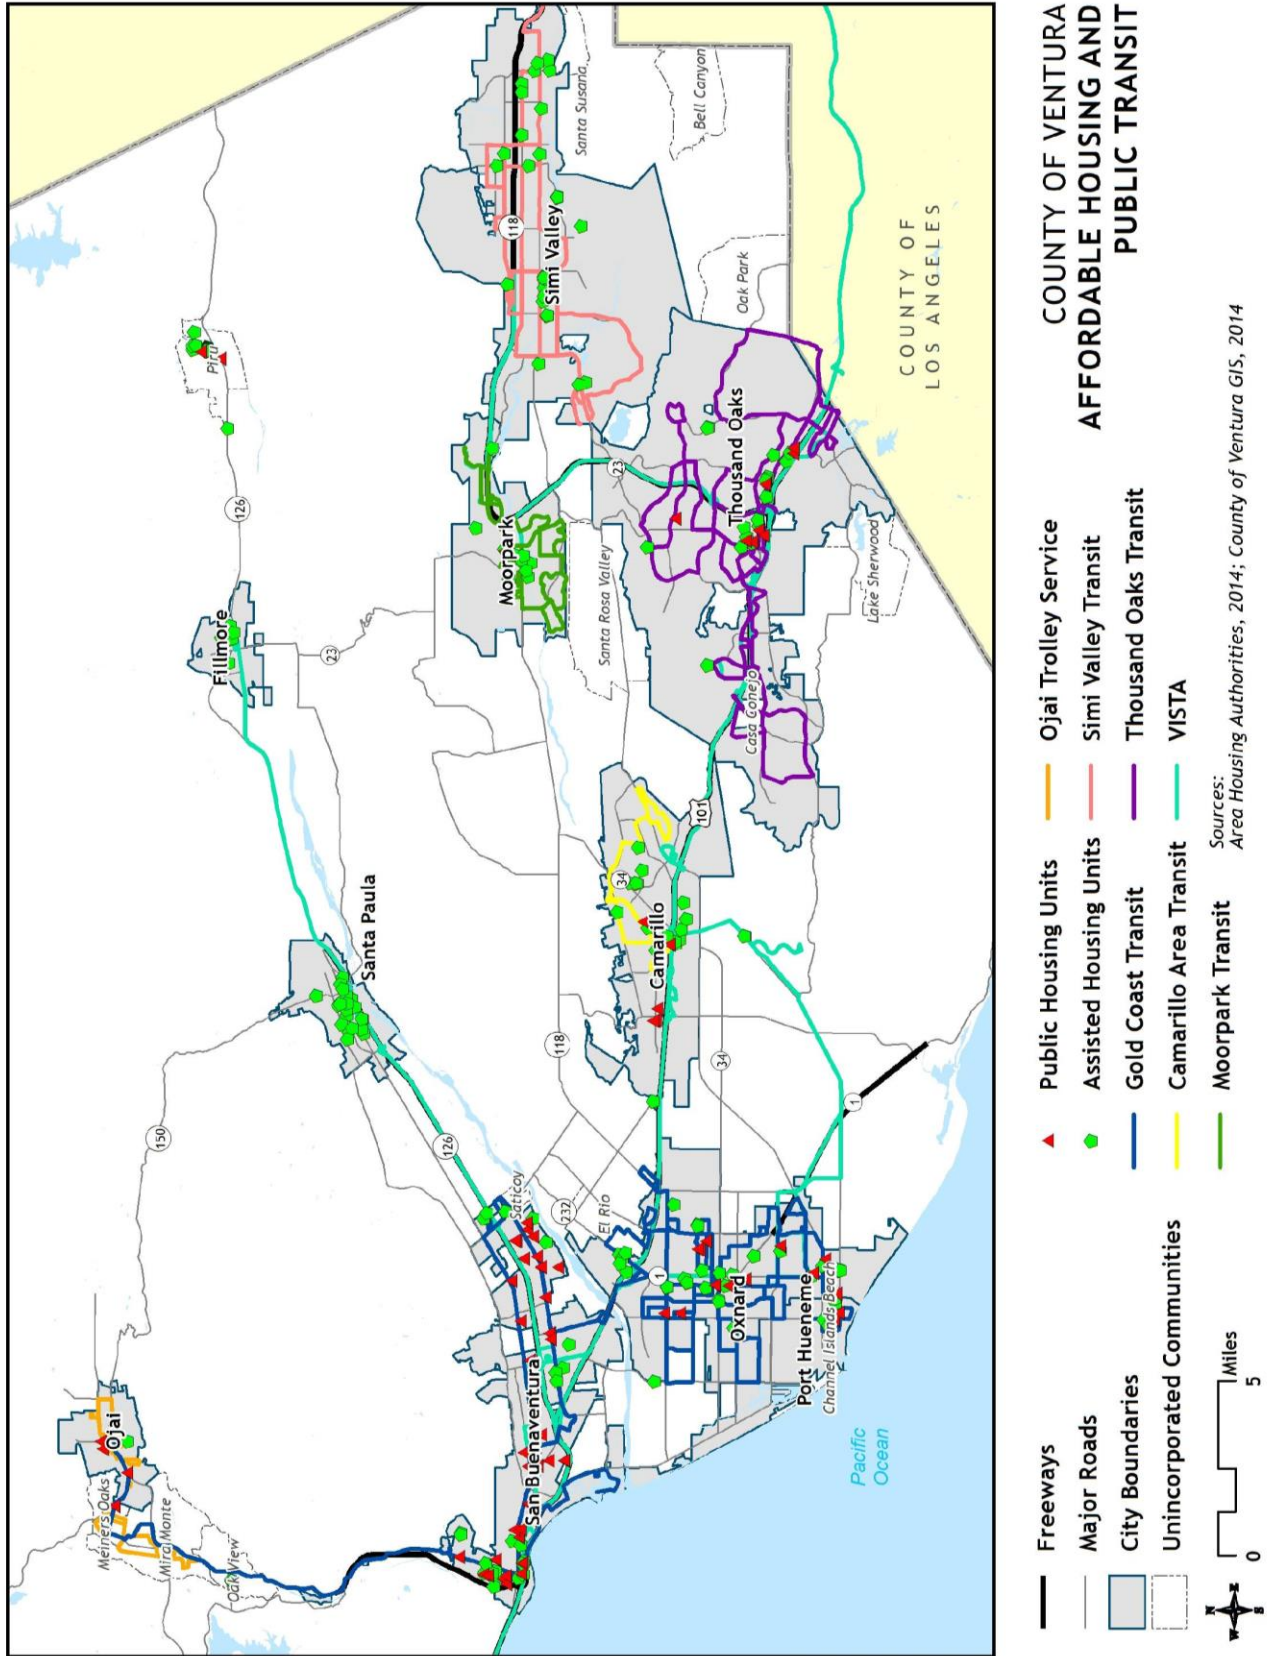 COUNTY OF VENTURA
AFFORDABLE HOUSING AND
PUBLIC TRANSIT
Ojai
Meiners Oaks
Mira Monte
Oak View
150
Santa Paula
126
Fillmore
126
23
Piru
San Buenaventura
Saticoy
232
El Rio
118
1
Oxnard
Port Hueneme
Channel Islands Beach
34
1
Camarillo
34
101
Moorpark
Santa Rosa Valley
23
Simi Valley
118
Santa Susana
Bell Canyon
Oak Park
Thousand Oaks
Casa Conejo
Lake Sherwood
COUNTY OF
LOS ANGELES
Pacific
Ocean
Freeways
Major Roads
City Boundaries
Unincorporated Communities
Public Housing Units
Assisted Housing Units
Gold Coast Transit
Camarillo Area Transit
Moorpark Transit
Ojai Trolley Service
Simi Valley Transit
Thousand Oaks Transit
VISTA
N
W
E
S
0
5
Miles
Sources:
Area Housing Authorities, 2014; County of Ventura GIS, 2014